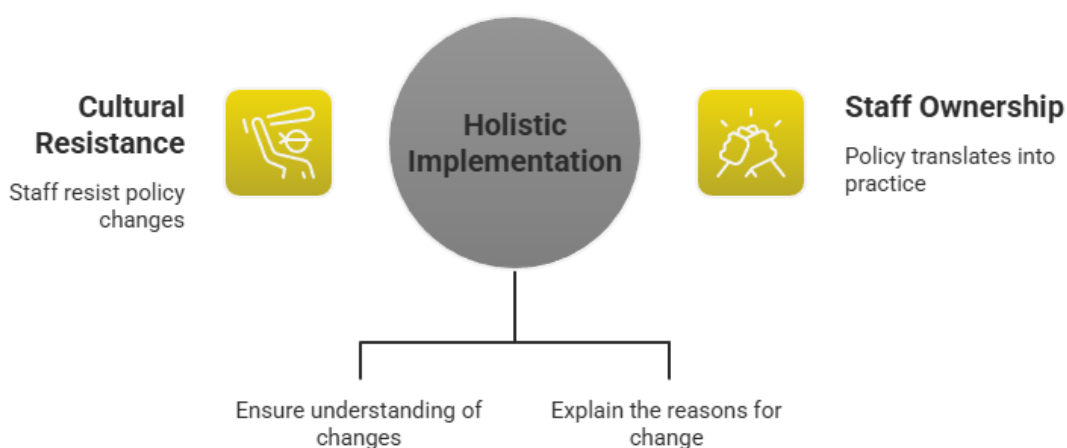 Cultural
Resistance
Staff resist policy
changes
Holistic
Implementation
Staff Ownership
Policy translates into
practice
Ensure understanding of
changes
Explain the reasons for
change